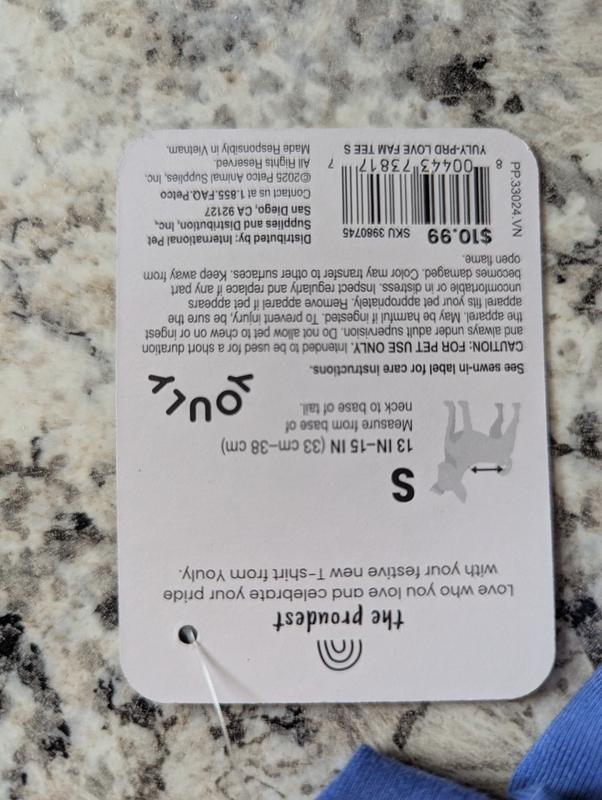 the proudest
Love who you love and celebrate your pride
with your festive new T-shirt from Youly.
S
13 IN–15 IN (33 cm–38 cm)
Measure from base of
neck to base of tail.
YOULY
See sewn-in label for care instructions.
CAUTION: FOR PET USE ONLY. Intended to be used for a short duration
and always under adult supervision. Do not allow pet to chew on or ingest
the apparel. May be harmful if ingested. To prevent injury, be sure the
apparel fits your pet appropriately. Remove apparel if pet appears
uncomfortable or in distress. Inspect regularly and replace if any part
becomes damaged. Color may transfer to other surfaces. Keep away from
open flame.
$10.99 SKU 3980745
8 00443 73817 7
YULY-PRD LOVE FAM TEE S
PP.33024.VN
Distributed by: International Pet
Supplies and Distribution, Inc,
San Diego, CA 92127
Contact us at 1.855.FAQ.Petco
©2025 Petco Animal Supplies, Inc.
All Rights Reserved.
Made Responsibly in Vietnam.